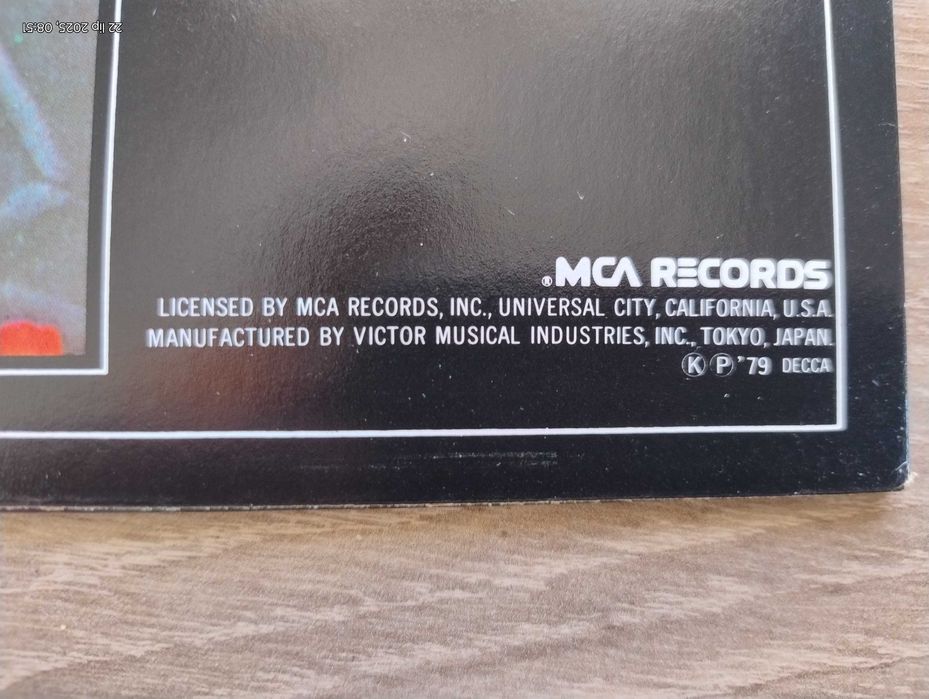 22 lip 2025, 08:51
®MCA RECORDS
LICENSED BY MCA RECORDS, INC., UNIVERSAL CITY, CALIFORNIA, U.S.A.
MANUFACTURED BY VICTOR MUSICAL INDUSTRIES, INC., TOKYO, JAPAN.
Ⓚ Ⓟ '79 DECCA